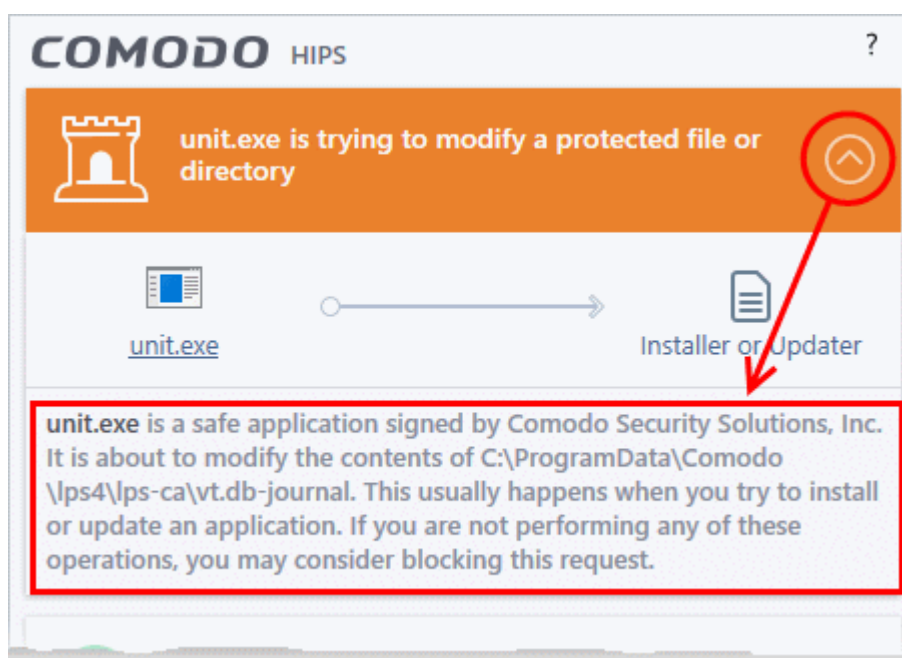 COMODO HIPS ?
unit.exe is trying to modify a protected file or
directory
unit.exe Installer or Updater
unit.exe is a safe application signed by Comodo Security Solutions, Inc.
It is about to modify the contents of C:\ProgramData\Comodo
\lps4\lps-ca\vt.db-journal. This usually happens when you try to install
or update an application. If you are not performing any of these
operations, you may consider blocking this request.